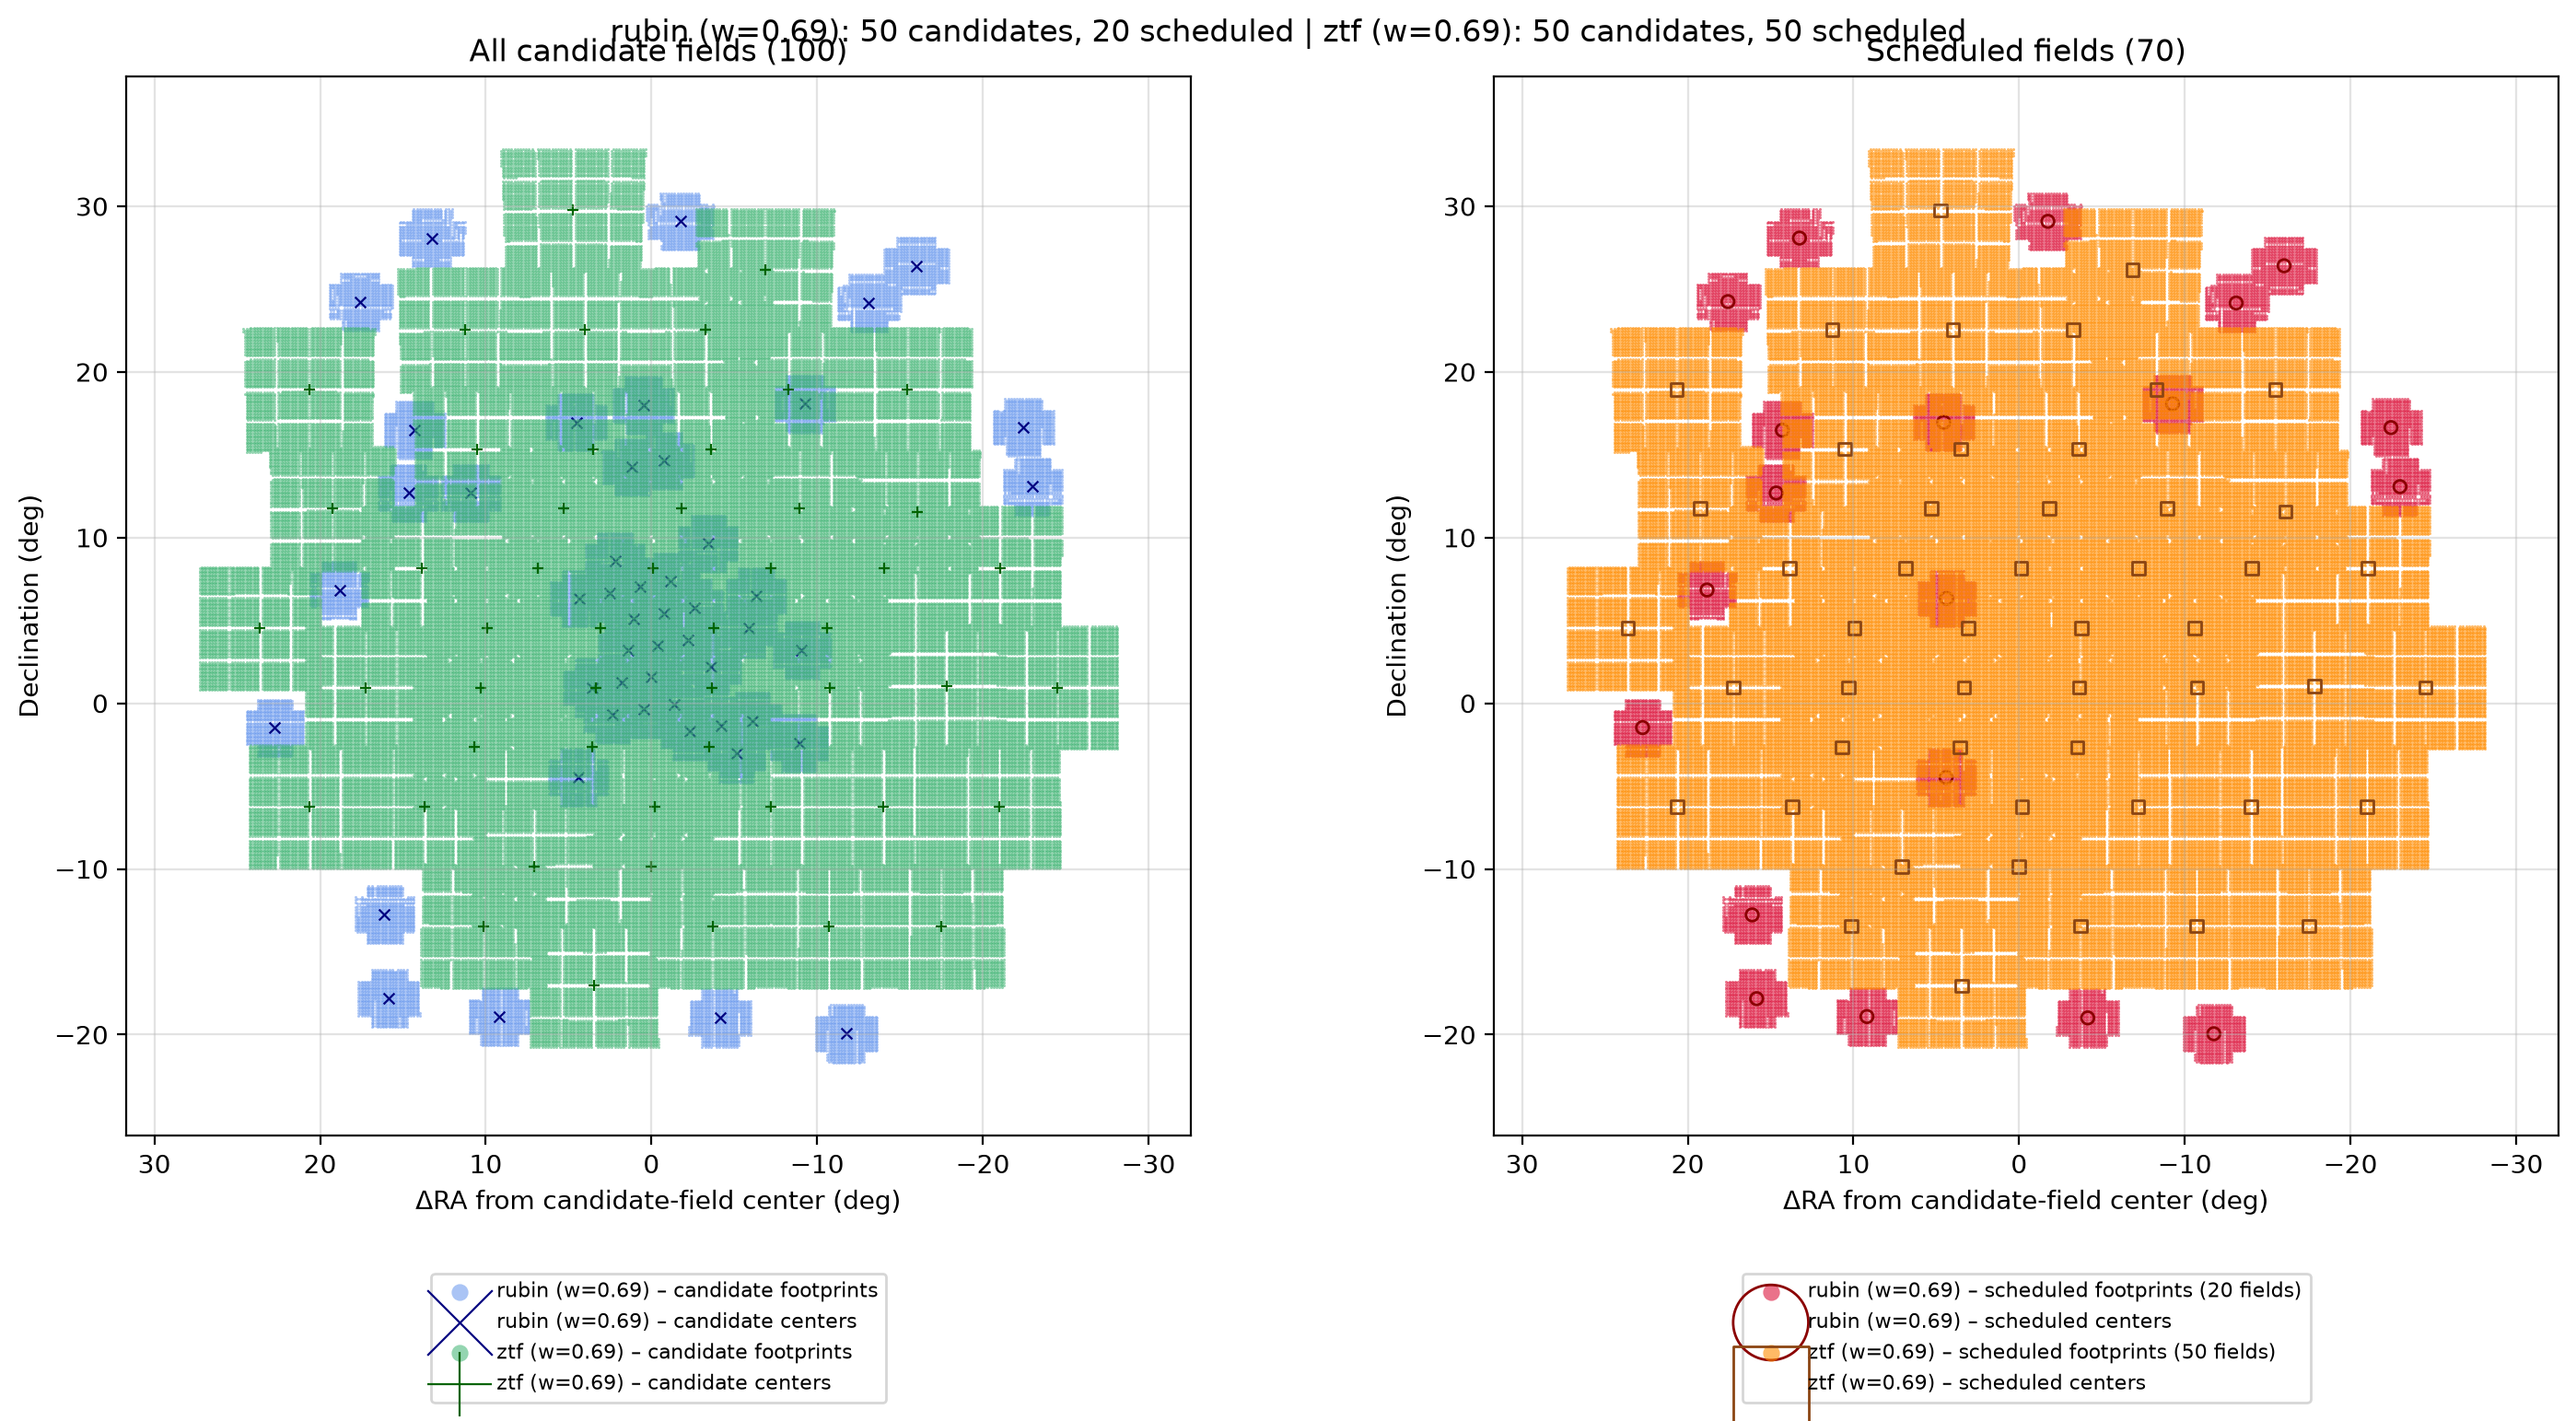 rubin (w=0.69): 50 candidates, 20 scheduled | ztf (w=0.69): 50 candidates, 50 scheduled
All candidate fields (100)
30
20
10
0
−10
−20
Declination (deg)
30 20 10 0 −10 −20 −30
ΔRA from candidate-field center (deg)
rubin (w=0.69) – candidate footprints
rubin (w=0.69) – candidate centers
ztf (w=0.69) – candidate footprints
ztf (w=0.69) – candidate centers
Scheduled fields (70)
30
20
10
0
−10
−20
Declination (deg)
30 20 10 0 −10 −20 −30
ΔRA from candidate-field center (deg)
rubin (w=0.69) – scheduled footprints (20 fields)
rubin (w=0.69) – scheduled centers
ztf (w=0.69) – scheduled footprints (50 fields)
ztf (w=0.69) – scheduled centers